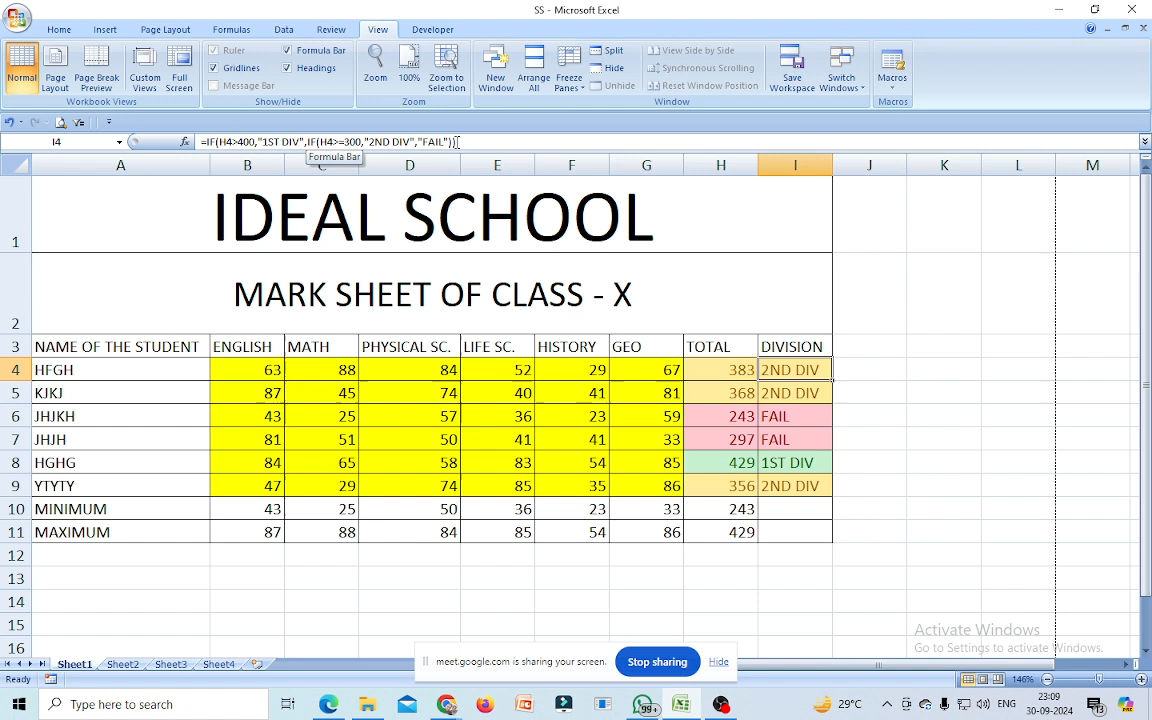 SS - Microsoft Excel
Home Insert Page Layout Formulas Data Review View Developer
Normal Page Layout Page Break Preview Custom Views Full Screen
Ruler Formula Bar
Gridlines Headings
Message Bar
Zoom 100% Zoom to Selection
New Window Arrange All Freeze Panes
Split
Hide
Unhide
View Side by Side
Synchronous Scrolling
Reset Window Position
Save Workspace Switch Windows Macros
Workbook Views Show/Hide Zoom Window Macros
I4 fx =IF(H4>400,"1ST DIV",IF(H4>=300,"2ND DIV","FAIL"))
Formula Bar
A B C D E F G H I J K L M
1 IDEAL SCHOOL
2 MARK SHEET OF CLASS - X
3 NAME OF THE STUDENT ENGLISH MATH PHYSICAL SC. LIFE SC. HISTORY GEO TOTAL DIVISION
4 HFGH 63 88 84 52 29 67 383 2ND DIV
5 KJKJ 87 45 74 40 41 81 368 2ND DIV
6 JHJKH 43 25 57 36 23 59 243 FAIL
7 JHJH 81 51 50 41 41 33 297 FAIL
8 HGHG 84 65 58 83 54 85 429 1ST DIV
9 YTYTY 47 29 74 85 35 86 356 2ND DIV
10 MINIMUM 43 25 50 36 23 33 243
11 MAXIMUM 87 88 84 85 54 86 429
12
13
14
15
16
Activate Windows
Go to Settings to activate Windows.
meet.google.com is sharing your screen. Stop sharing Hide
Sheet1 Sheet2 Sheet3 Sheet4
Ready 146%
Type here to search 99+ 29°C ENG 23:09
30-09-2024